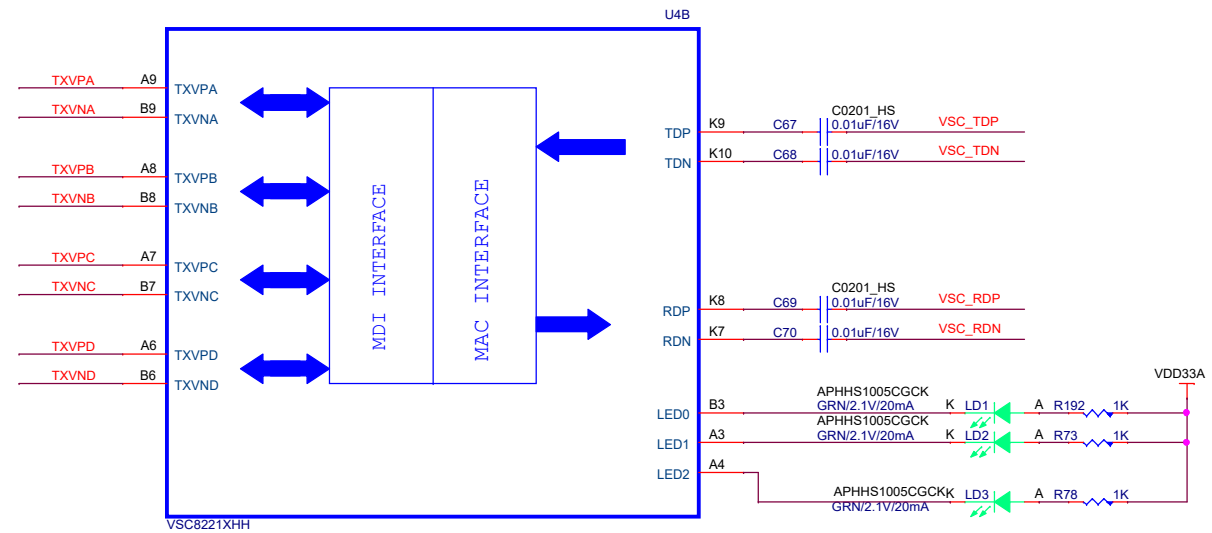 U4B
TXVPA A9 TXVPA
TXVNA B9 TXVNA
TXVPB A8 TXVPB
TXVNB B8 TXVNB
TXVPC A7 TXVPC
TXVNC B7 TXVNC
TXVPD A6 TXVPD
TXVND B6 TXVND
MDI INTERFACE
MAC INTERFACE
C0201_HS
TDP K9 C67 0.01uF/16V VSC_TDP
TDN K10 C68 0.01uF/16V VSC_TDN
C0201_HS
RDP K8 C69 0.01uF/16V VSC_RDP
RDN K7 C70 0.01uF/16V VSC_RDN
VDD33A
APHHS1005CGCK
LED0 B3 GRN/2.1V/20mA K LD1 A R192 1K
APHHS1005CGCK
LED1 A3 GRN/2.1V/20mA K LD2 A R73 1K
LED2 A4
APHHS1005CGCK K LD3 A R78 1K
GRN/2.1V/20mA
VSC8221XHH